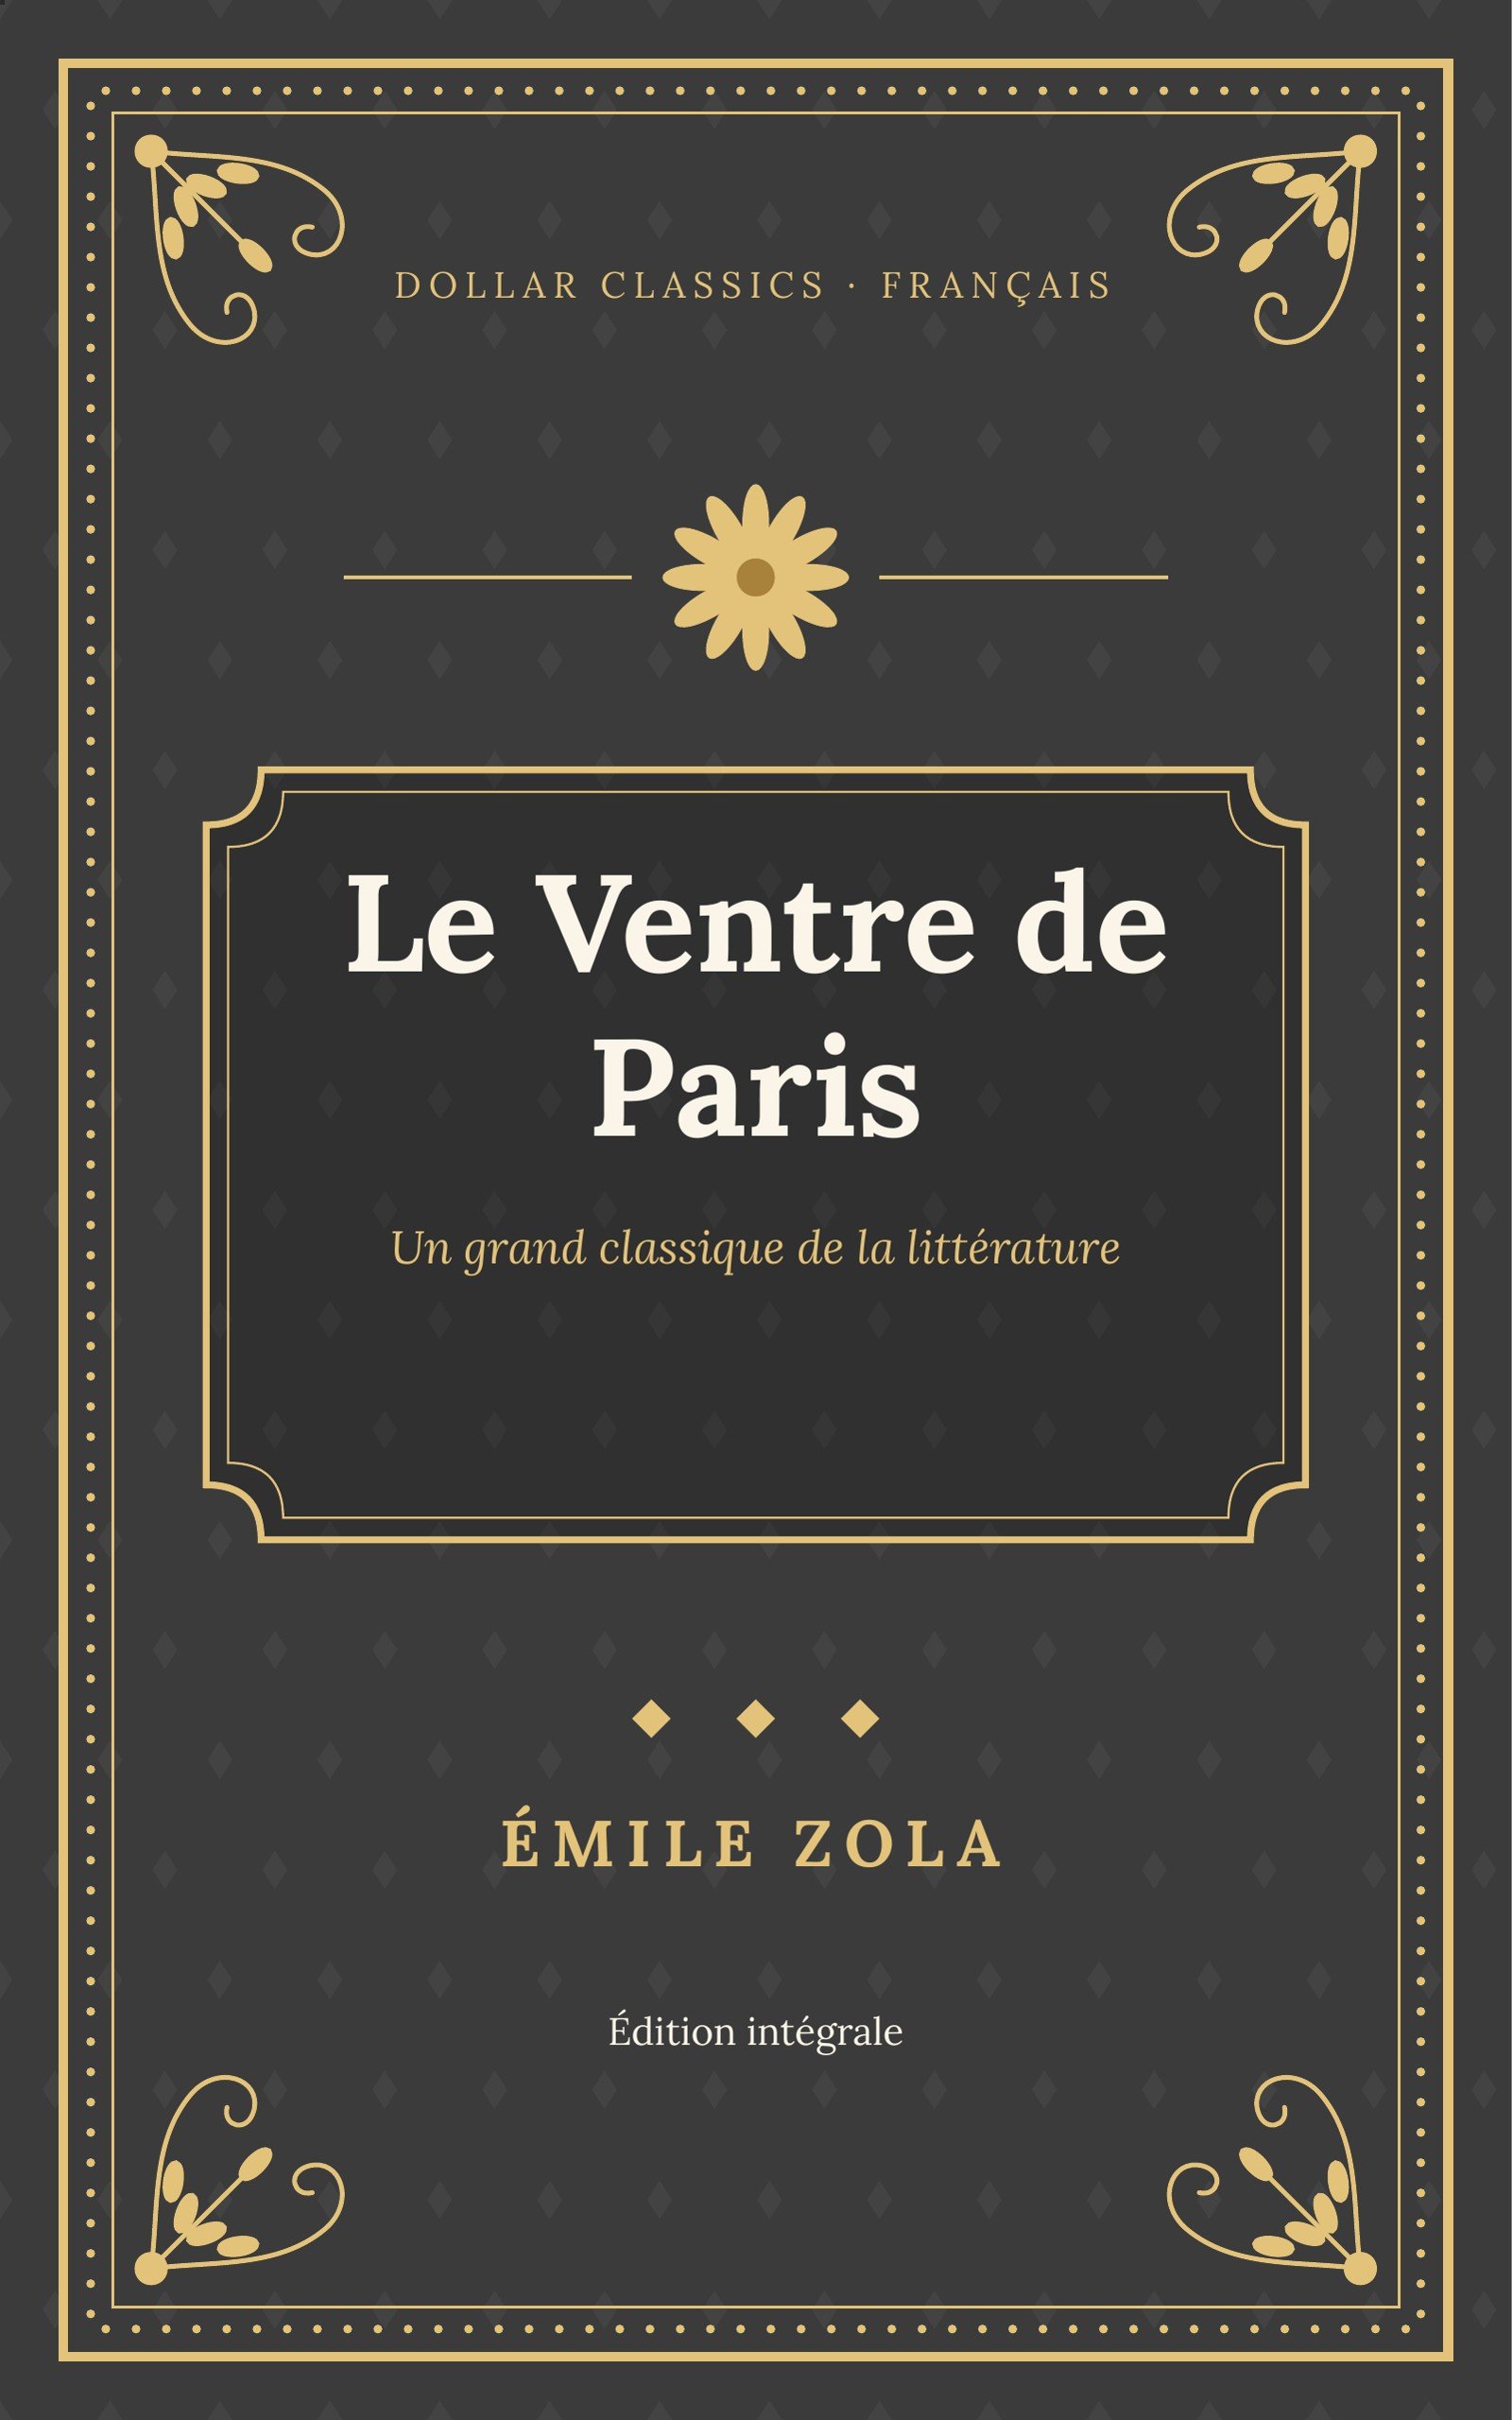 DOLLAR CLASSICS · FRANÇAIS
Le Ventre de
Paris
Un grand classique de la littérature
ÉMILE ZOLA
Édition intégrale